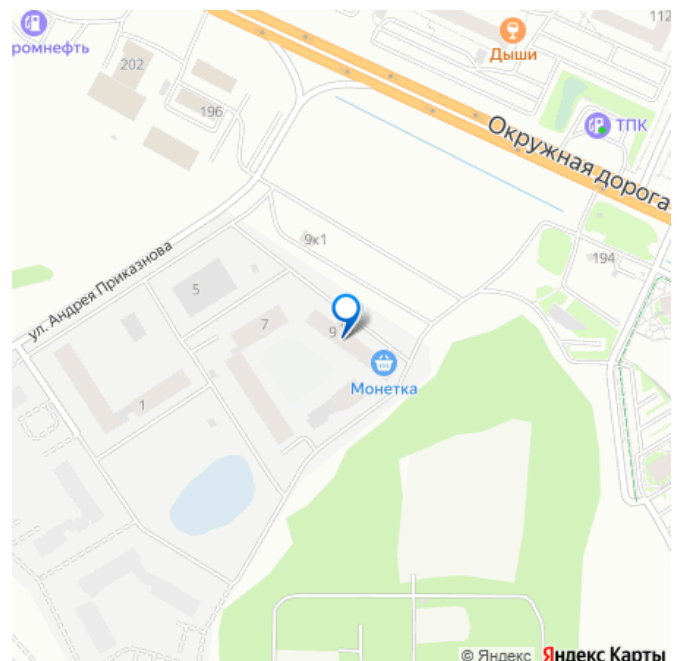 112
ромнефть
Дыши
202
196
ТПК
Окружная дорога
9к1
194
ул. Андрея Приказнова
5
7
9
Монетка
1
© Яндекс Яндекс Карты